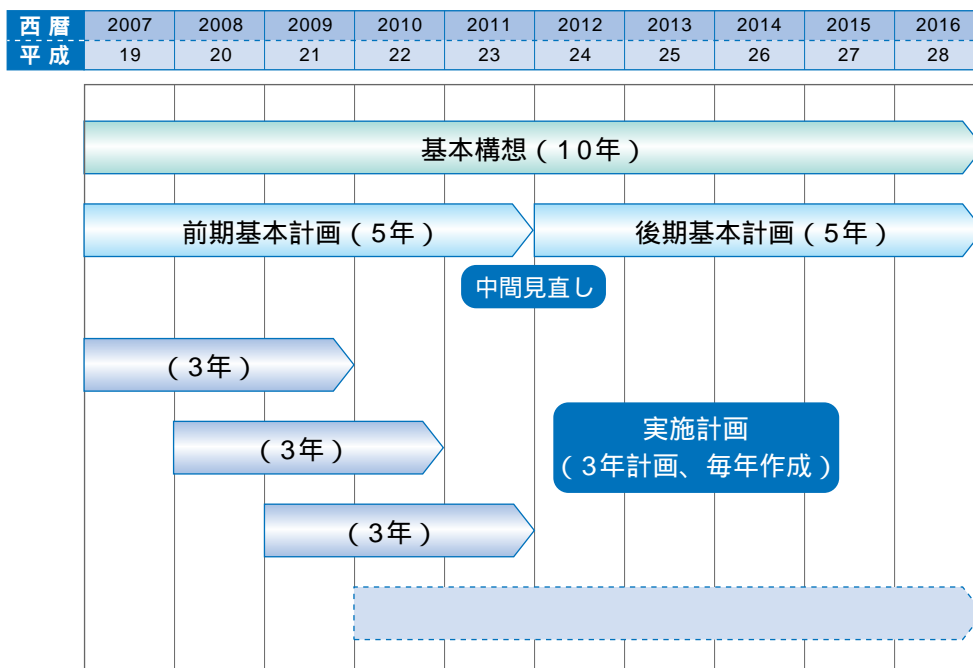 西暦 2007 2008 2009 2010 2011 2012 2013 2014 2015 2016
平成 19 20 21 22 23 24 25 26 27 28
基本構想（10年）
前期基本計画（5年） 後期基本計画（5年）
中間見直し
（3年）
（3年）
実施計画
（3年計画、毎年作成）
（3年）